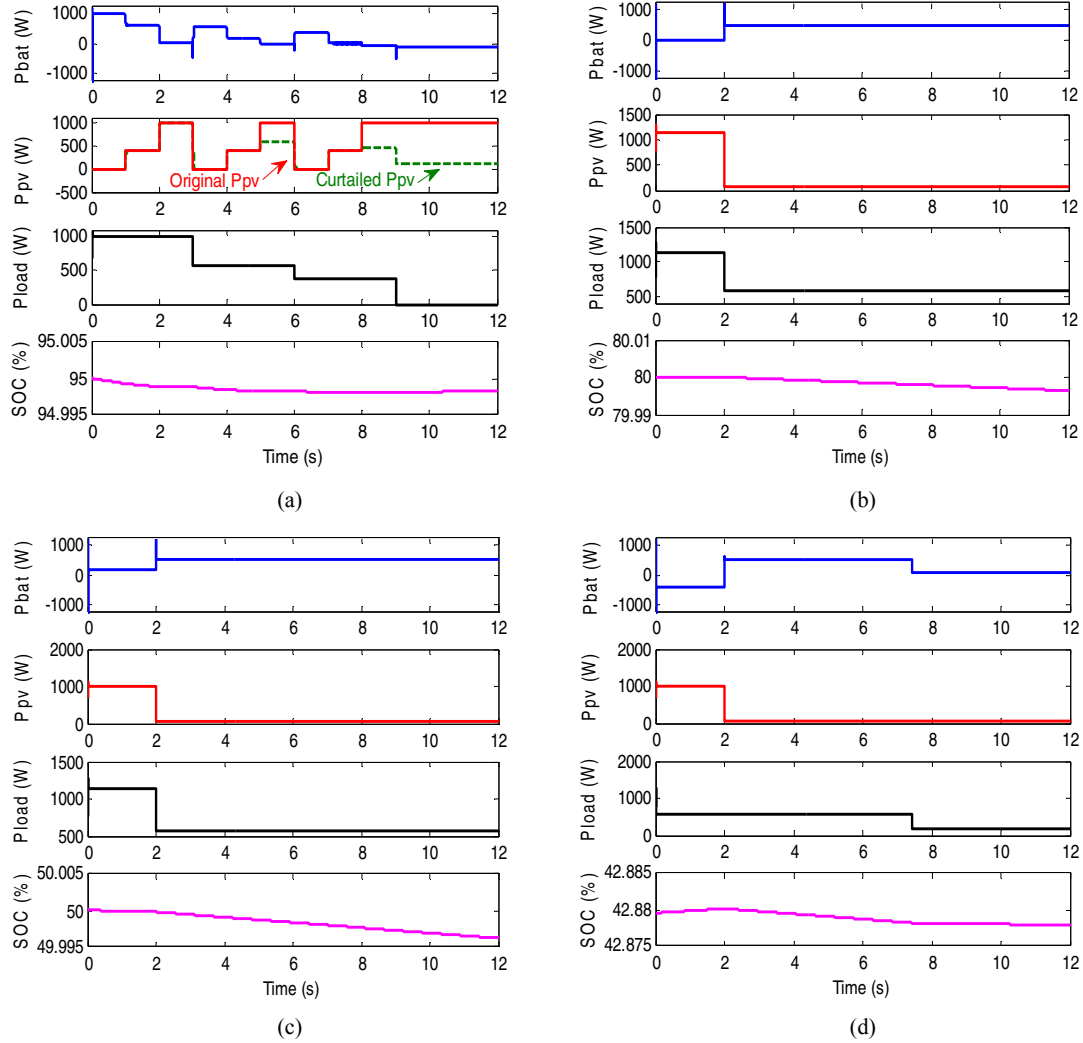 1000
0
-1000
Pbat (W)
0 2 4 6 8 10 12
1000
500
0
-500
Ppv (W)
Original Ppv
Curtailed Ppv
0 2 4 6 8 10 12
1000
500
0
Pload (W)
0 2 4 6 8 10 12
95.005
95
94.995
SOC (%)
0 2 4 6 8 10 12
Time (s)
(a)
1000
0
-1000
Pbat (W)
0 2 4 6 8 10 12
1500
1000
500
0
Ppv (W)
0 2 4 6 8 10 12
1500
1000
500
Pload (W)
0 2 4 6 8 10 12
80.01
80
79.99
SOC (%)
0 2 4 6 8 10 12
Time (s)
(b)
1000
0
-1000
Pbat (W)
0 2 4 6 8 10 12
2000
1000
0
Ppv (W)
0 2 4 6 8 10 12
1500
1000
500
Pload (W)
0 2 4 6 8 10 12
50.005
50
49.995
SOC (%)
0 2 4 6 8 10 12
Time (s)
(c)
1000
0
-1000
Pbat (W)
0 2 4 6 8 10 12
2000
1000
0
Ppv (W)
0 2 4 6 8 10 12
2000
1000
0
Pload (W)
0 2 4 6 8 10 12
42.885
42.88
42.875
SOC (%)
0 2 4 6 8 10 12
Time (s)
(d)